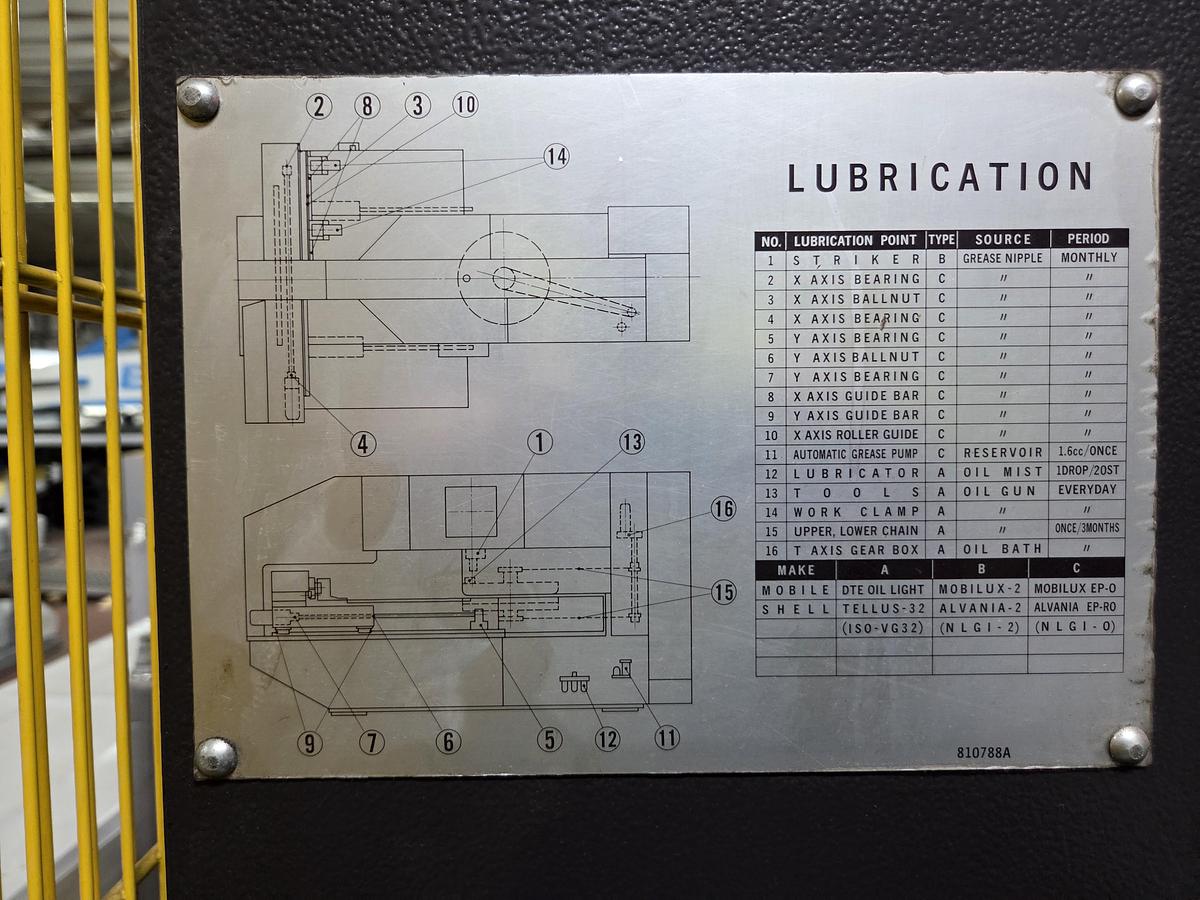 2 8 3 10
14
4 1 13
16
15
9 7 6 5 12 11
LUBRICATION
NO. LUBRICATION POINT TYPE SOURCE PERIOD
1 STRIKER B GREASE NIPPLE MONTHLY
2 X AXIS BEARING C 〃 〃
3 X AXIS BALLNUT C 〃 〃
4 X AXIS BEARING C 〃 〃
5 Y AXIS BEARING C 〃 〃
6 Y AXIS BALLNUT C 〃 〃
7 Y AXIS BEARING C 〃 〃
8 X AXIS GUIDE BAR C 〃 〃
9 Y AXIS GUIDE BAR C 〃 〃
10 X AXIS ROLLER GUIDE C 〃 〃
11 AUTOMATIC GREASE PUMP C RESERVOIR 1.6cc/ONCE
12 LUBRICATOR A OIL MIST 1DROP/20ST
13 TOOLS A OIL GUN EVERYDAY
14 WORK CLAMP A 〃 〃
15 UPPER, LOWER CHAIN A 〃 ONCE/3MONTHS
16 T AXIS GEAR BOX A OIL BATH 〃
MAKE A B C
MOBILE DTE OIL LIGHT MOBILUX-2 MOBILUX EP-0
SHELL TELLUS-32 ALVANIA-2 ALVANIA EP-RO
(ISO-VG32) (NLGI-2) (NLGI-0)
810788A